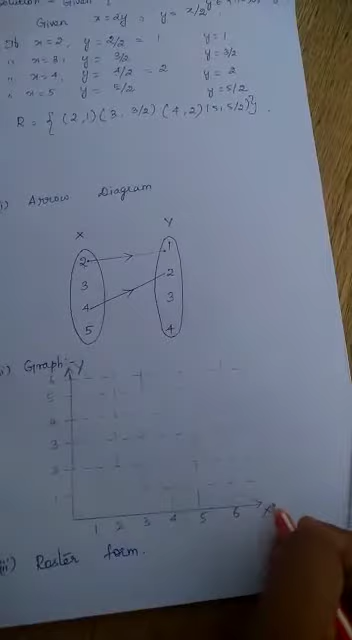 Given x=2y, y= x/2
If x=2, y= 2/2 = 1 y=1
" x=3, y= 3/2 y=3/2
" x=4, y= 4/2 = 2 y=2
" x=5 y= 5/2 y=5/2
R = { (2,1) (3, 3/2) (4,2) (5, 5/2) }.
i) Arrow Diagram
X Y
2 1
3 2
4 3
5 4
Graph:- Y
6
5
4
3
2
1
1 2 3 4 5 6 X
iii) Roster form.